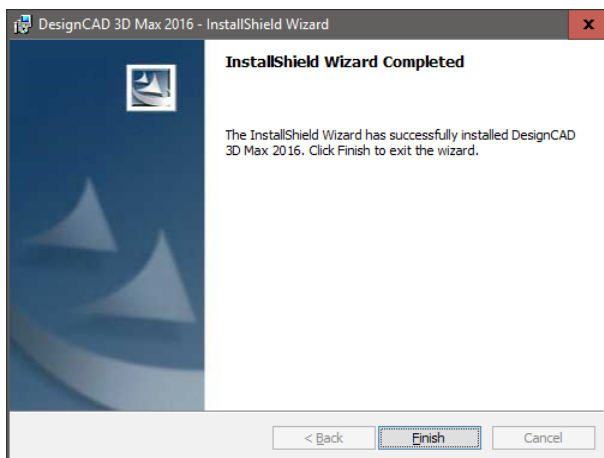 DesignCAD 3D Max 2016 - InstallShield Wizard
InstallShield Wizard Completed
The InstallShield Wizard has successfully installed DesignCAD
3D Max 2016. Click Finish to exit the wizard.
< Back
Finish
Cancel